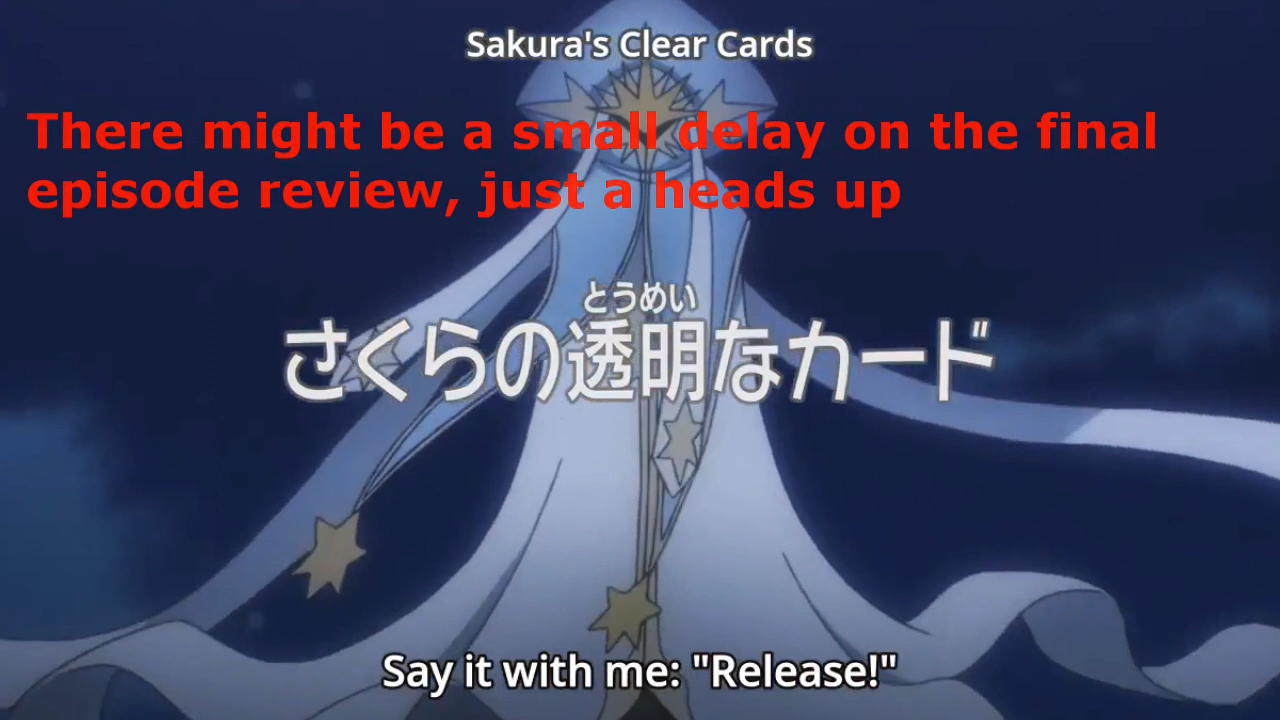 Sakura's Clear Cards
There might be a small delay on the final
episode review, just a heads up
とうめい
さくらの透明なカード
Say it with me: "Release!"